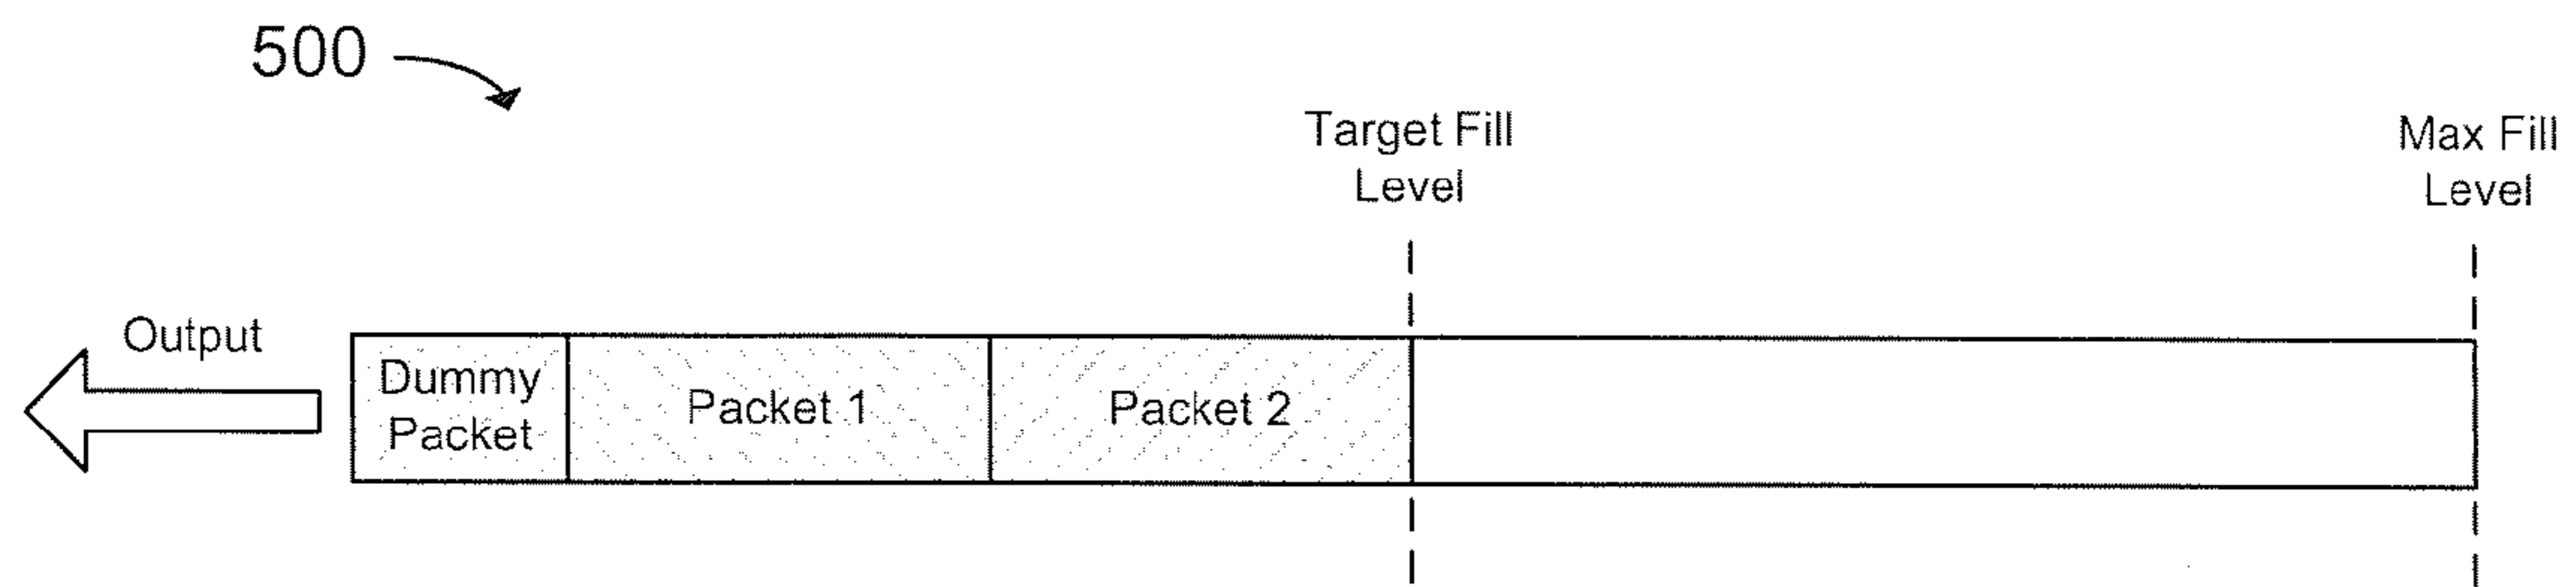 500
Target Fill
Level
Max Fill
Level
Output
Dummy
Packet
Packet 1
Packet 2